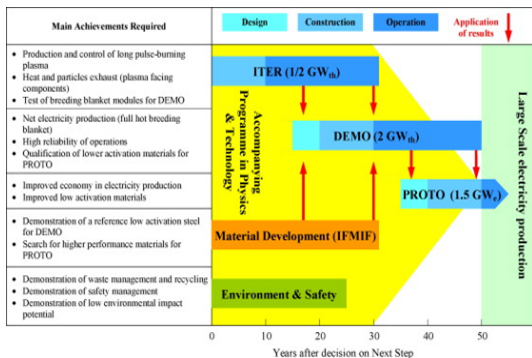 Main Achievements Required
Design
Construction
Operation
Application
of results
• Production and control of long pulse-burning
plasma
• Heat and particles exhaust (plasma facing
components)
• Test of breeding blanket modules for DEMO
• Net electricity production (full hot breeding
blanket)
• High reliability of operations
• Qualification of lower activation materials for
PROTO
• Improved economy in electricity production
• Improved low activation materials
• Demonstration of a reference low activation steel
for DEMO
• Search for higher performance materials for
PROTO
• Demonstration of waste management and recycling
• Demonstration of safety management
• Demonstration of low environmental impact
potential
ITER (1/2 GWth)
Accompanying
Programme in Physics
& Technology
DEMO (2 GWth)
PROTO (1.5 GWe)
Material Development (IFMIF)
Environment & Safety
Large Scale electricity
production
0 10 20 30 40 50
Years after decision on Next Step